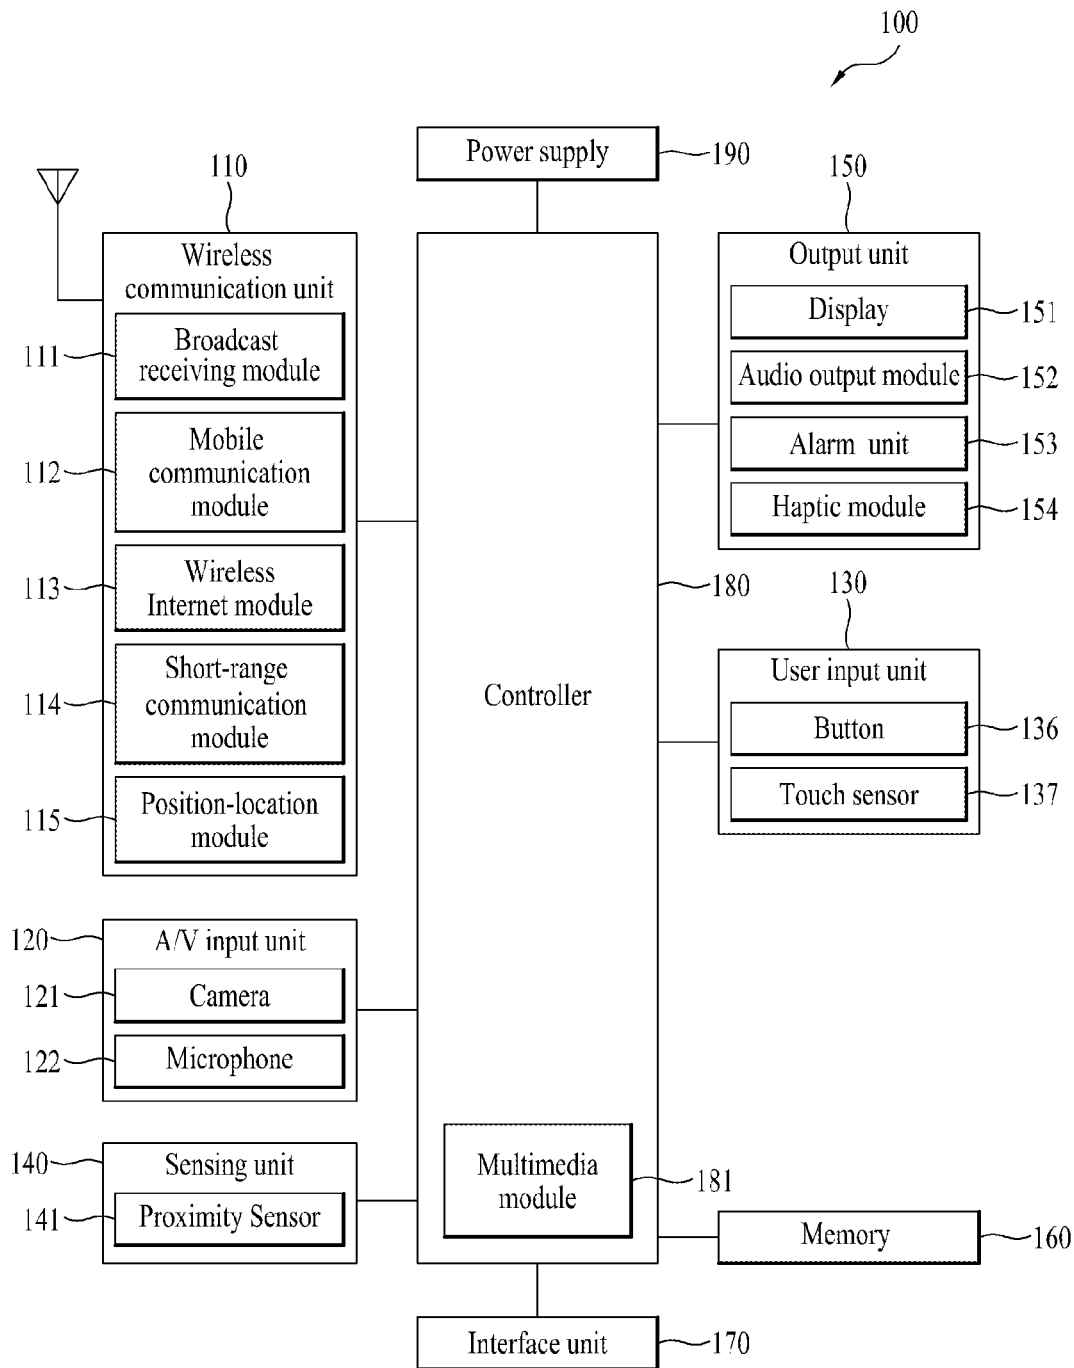 100
Power supply
190
110
Wireless
communication unit
111
Broadcast
receiving module
112
Mobile
communication
module
113
Wireless
Internet module
114
Short-range
communication
module
115
Position-location
module
120
A/V input unit
121
Camera
122
Microphone
140
Sensing unit
141
Proximity Sensor
Controller
180
Multimedia
module
181
150
Output unit
Display
151
Audio output module
152
Alarm unit
153
Haptic module
154
130
User input unit
Button
136
Touch sensor
137
Memory
160
Interface unit
170